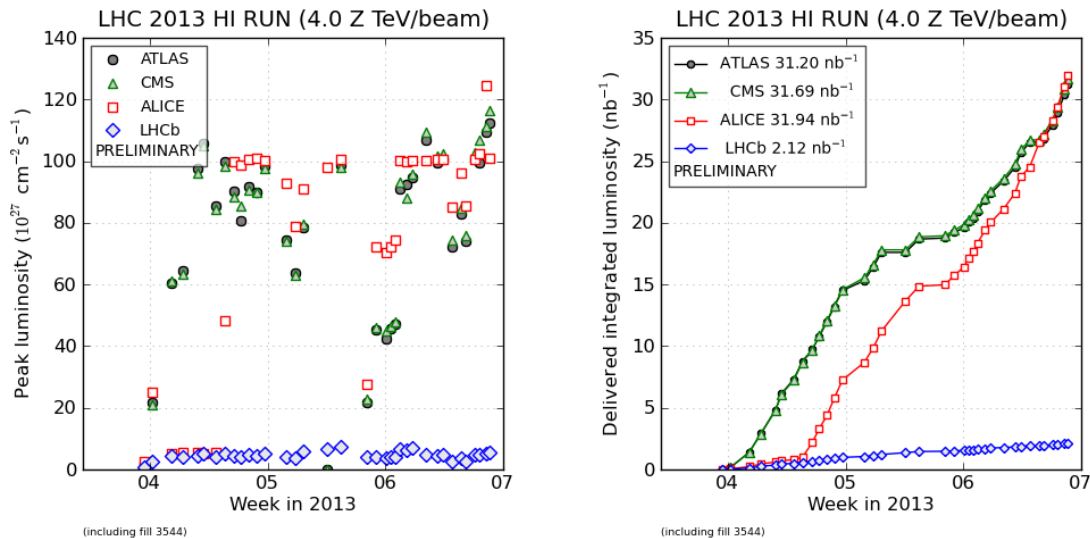 LHC 2013 HI RUN (4.0 Z TeV/beam)
140
120
100
80
60
40
20
0
Peak luminosity (10²⁷ cm⁻² s⁻¹)
ATLAS
CMS
ALICE
LHCb
PRELIMINARY
04 05 06 07
Week in 2013
(including fill 3544)
LHC 2013 HI RUN (4.0 Z TeV/beam)
35
30
25
20
15
10
5
0
Delivered integrated luminosity (nb⁻¹)
ATLAS 31.20 nb⁻¹
CMS 31.69 nb⁻¹
ALICE 31.94 nb⁻¹
LHCb 2.12 nb⁻¹
PRELIMINARY
04 05 06 07
Week in 2013
(including fill 3544)